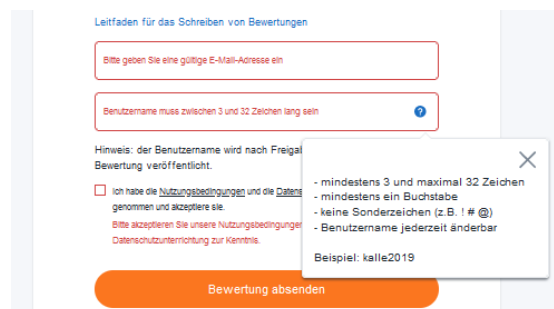 Leitfaden für das Schreiben von Bewertungen
Bitte geben Sie eine gültige E-Mail-Adresse ein
Benutzername muss zwischen 3 und 32 Zeichen lang sein
?
Hinweis: der Benutzername wird nach Freigab
Bewertung veröffentlicht.
Ich habe die Nutzungsbedingungen und die Datens
genommen und akzeptiere sie.
Bitte akzeptieren Sie unsere Nutzungsbedingungen
Datenschutzunterrichtung zur Kenntnis.
- mindestens 3 und maximal 32 Zeichen
- mindestens ein Buchstabe
- keine Sonderzeichen (z.B. ! # @)
- Benutzername jederzeit änderbar
Beispiel: kalle2019
Bewertung absenden